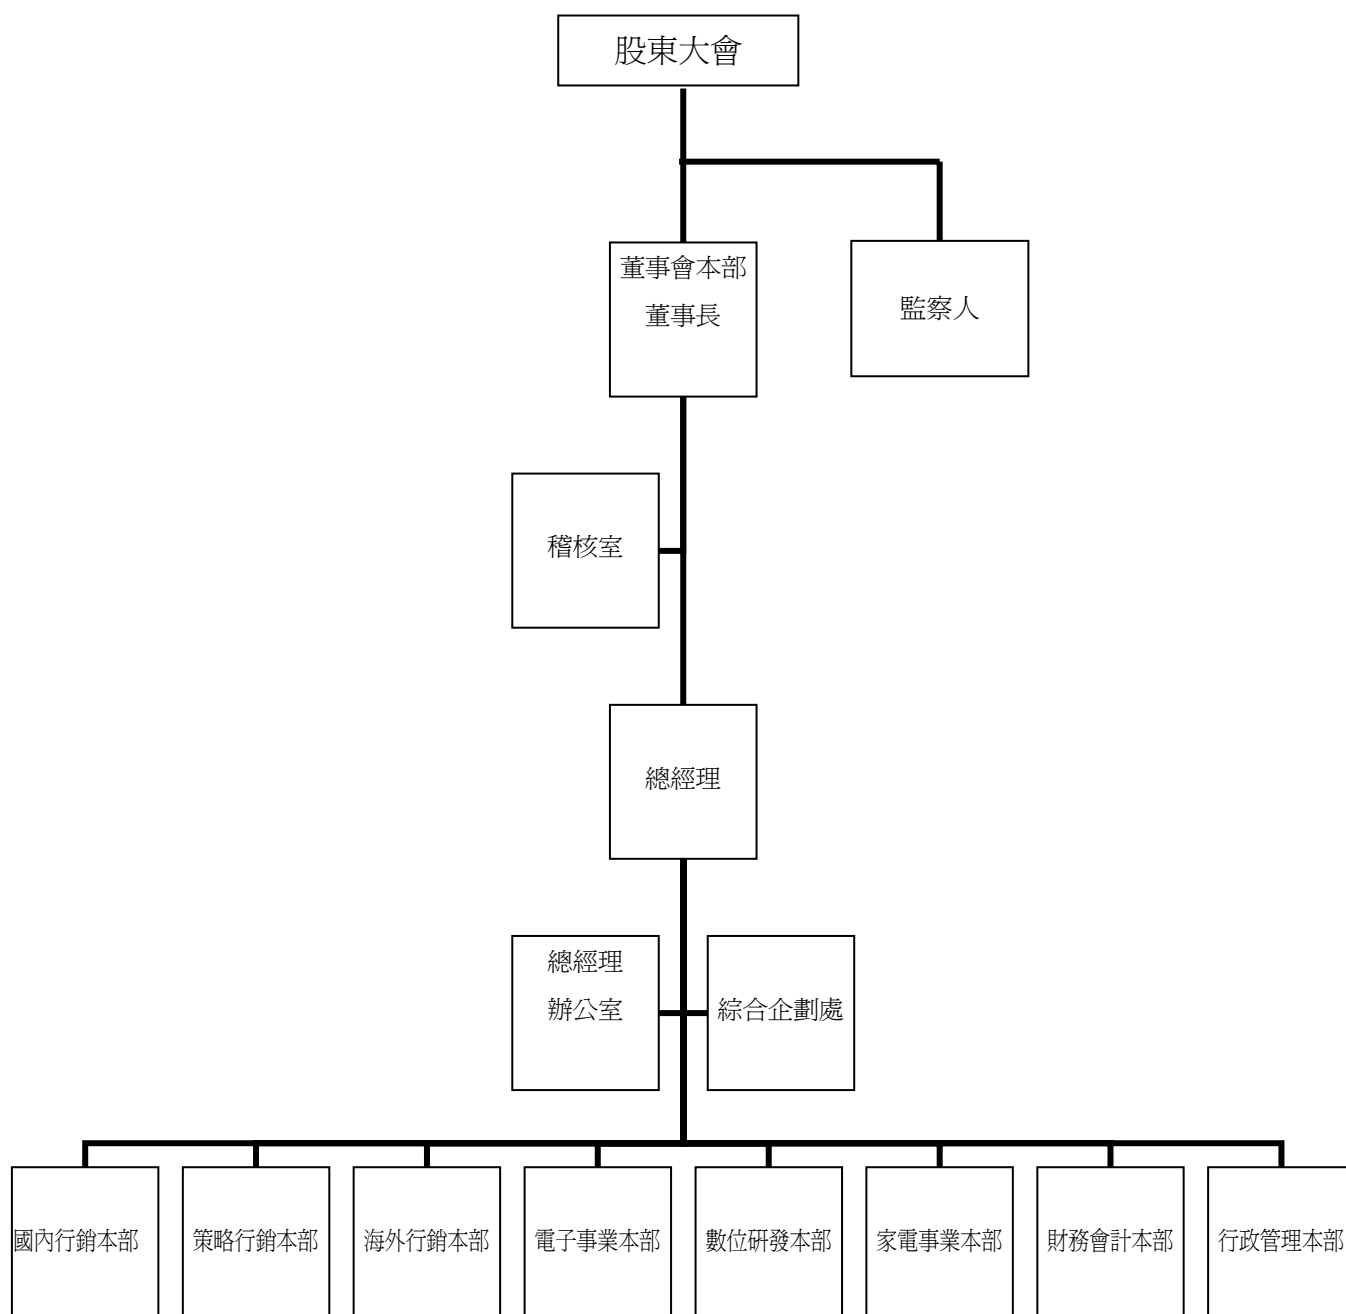 股東大會
董事會本部
董事長
監察人
稽核室
總經理
總經理
辦公室
綜合企劃處
國內行銷本部
策略行銷本部
海外行銷本部
電子事業本部
數位研發本部
家電事業本部
財務會計本部
行政管理本部